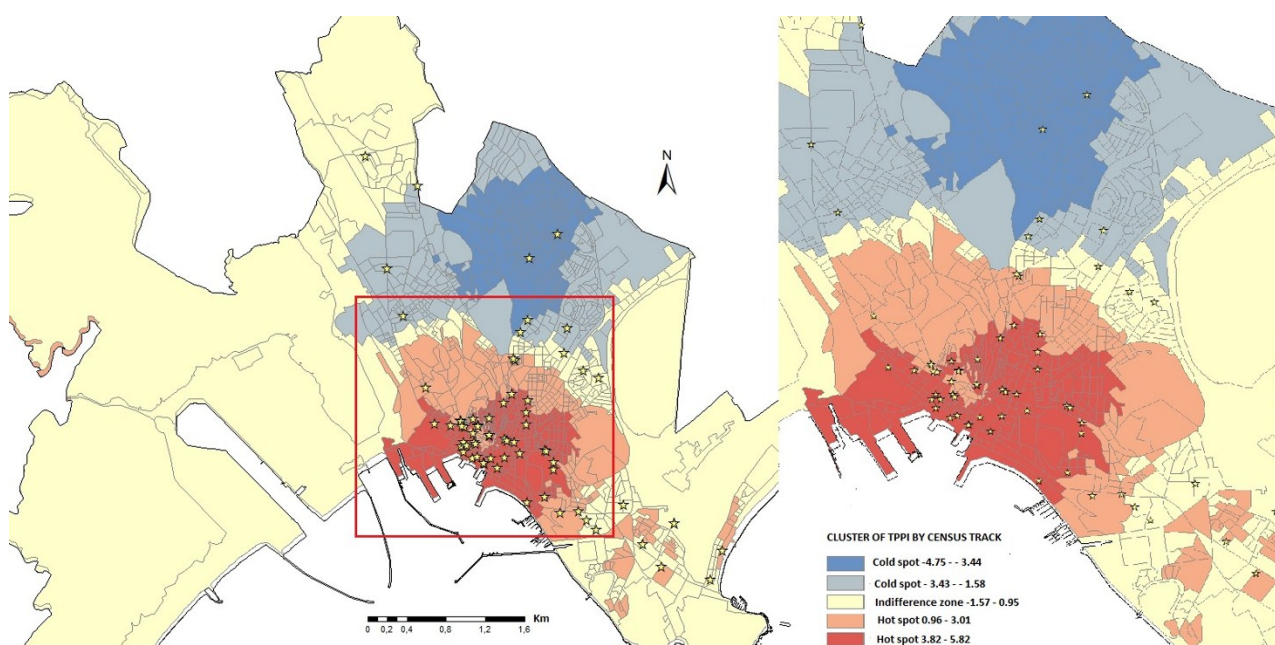 N
0 0,2 0,4 0,8 1,2 1,6
Km
CLUSTER OF TPPI BY CENSUS TRACK
Cold spot -4.75 - - 3.44
Cold spot - 3.43 - - 1.58
Indifference zone -1.57 - 0.95
Hot spot 0.96 - 3.01
Hot spot 3.82 - 5.82